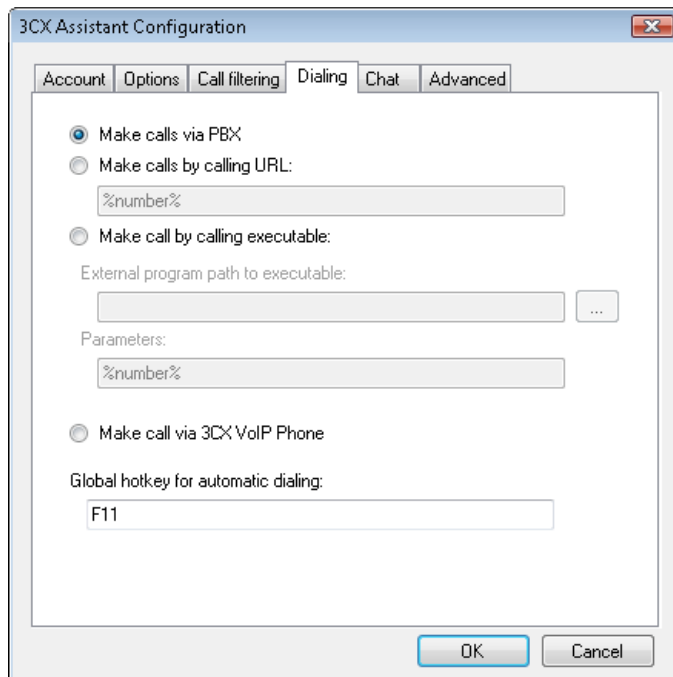 3CX Assistant Configuration
Account Options Call filtering Dialing Chat Advanced
Make calls via PBX
Make calls by calling URL:
%number%
Make call by calling executable:
External program path to executable:
...
Parameters:
%number%
Make call via 3CX VoIP Phone
Global hotkey for automatic dialing:
F11
OK Cancel